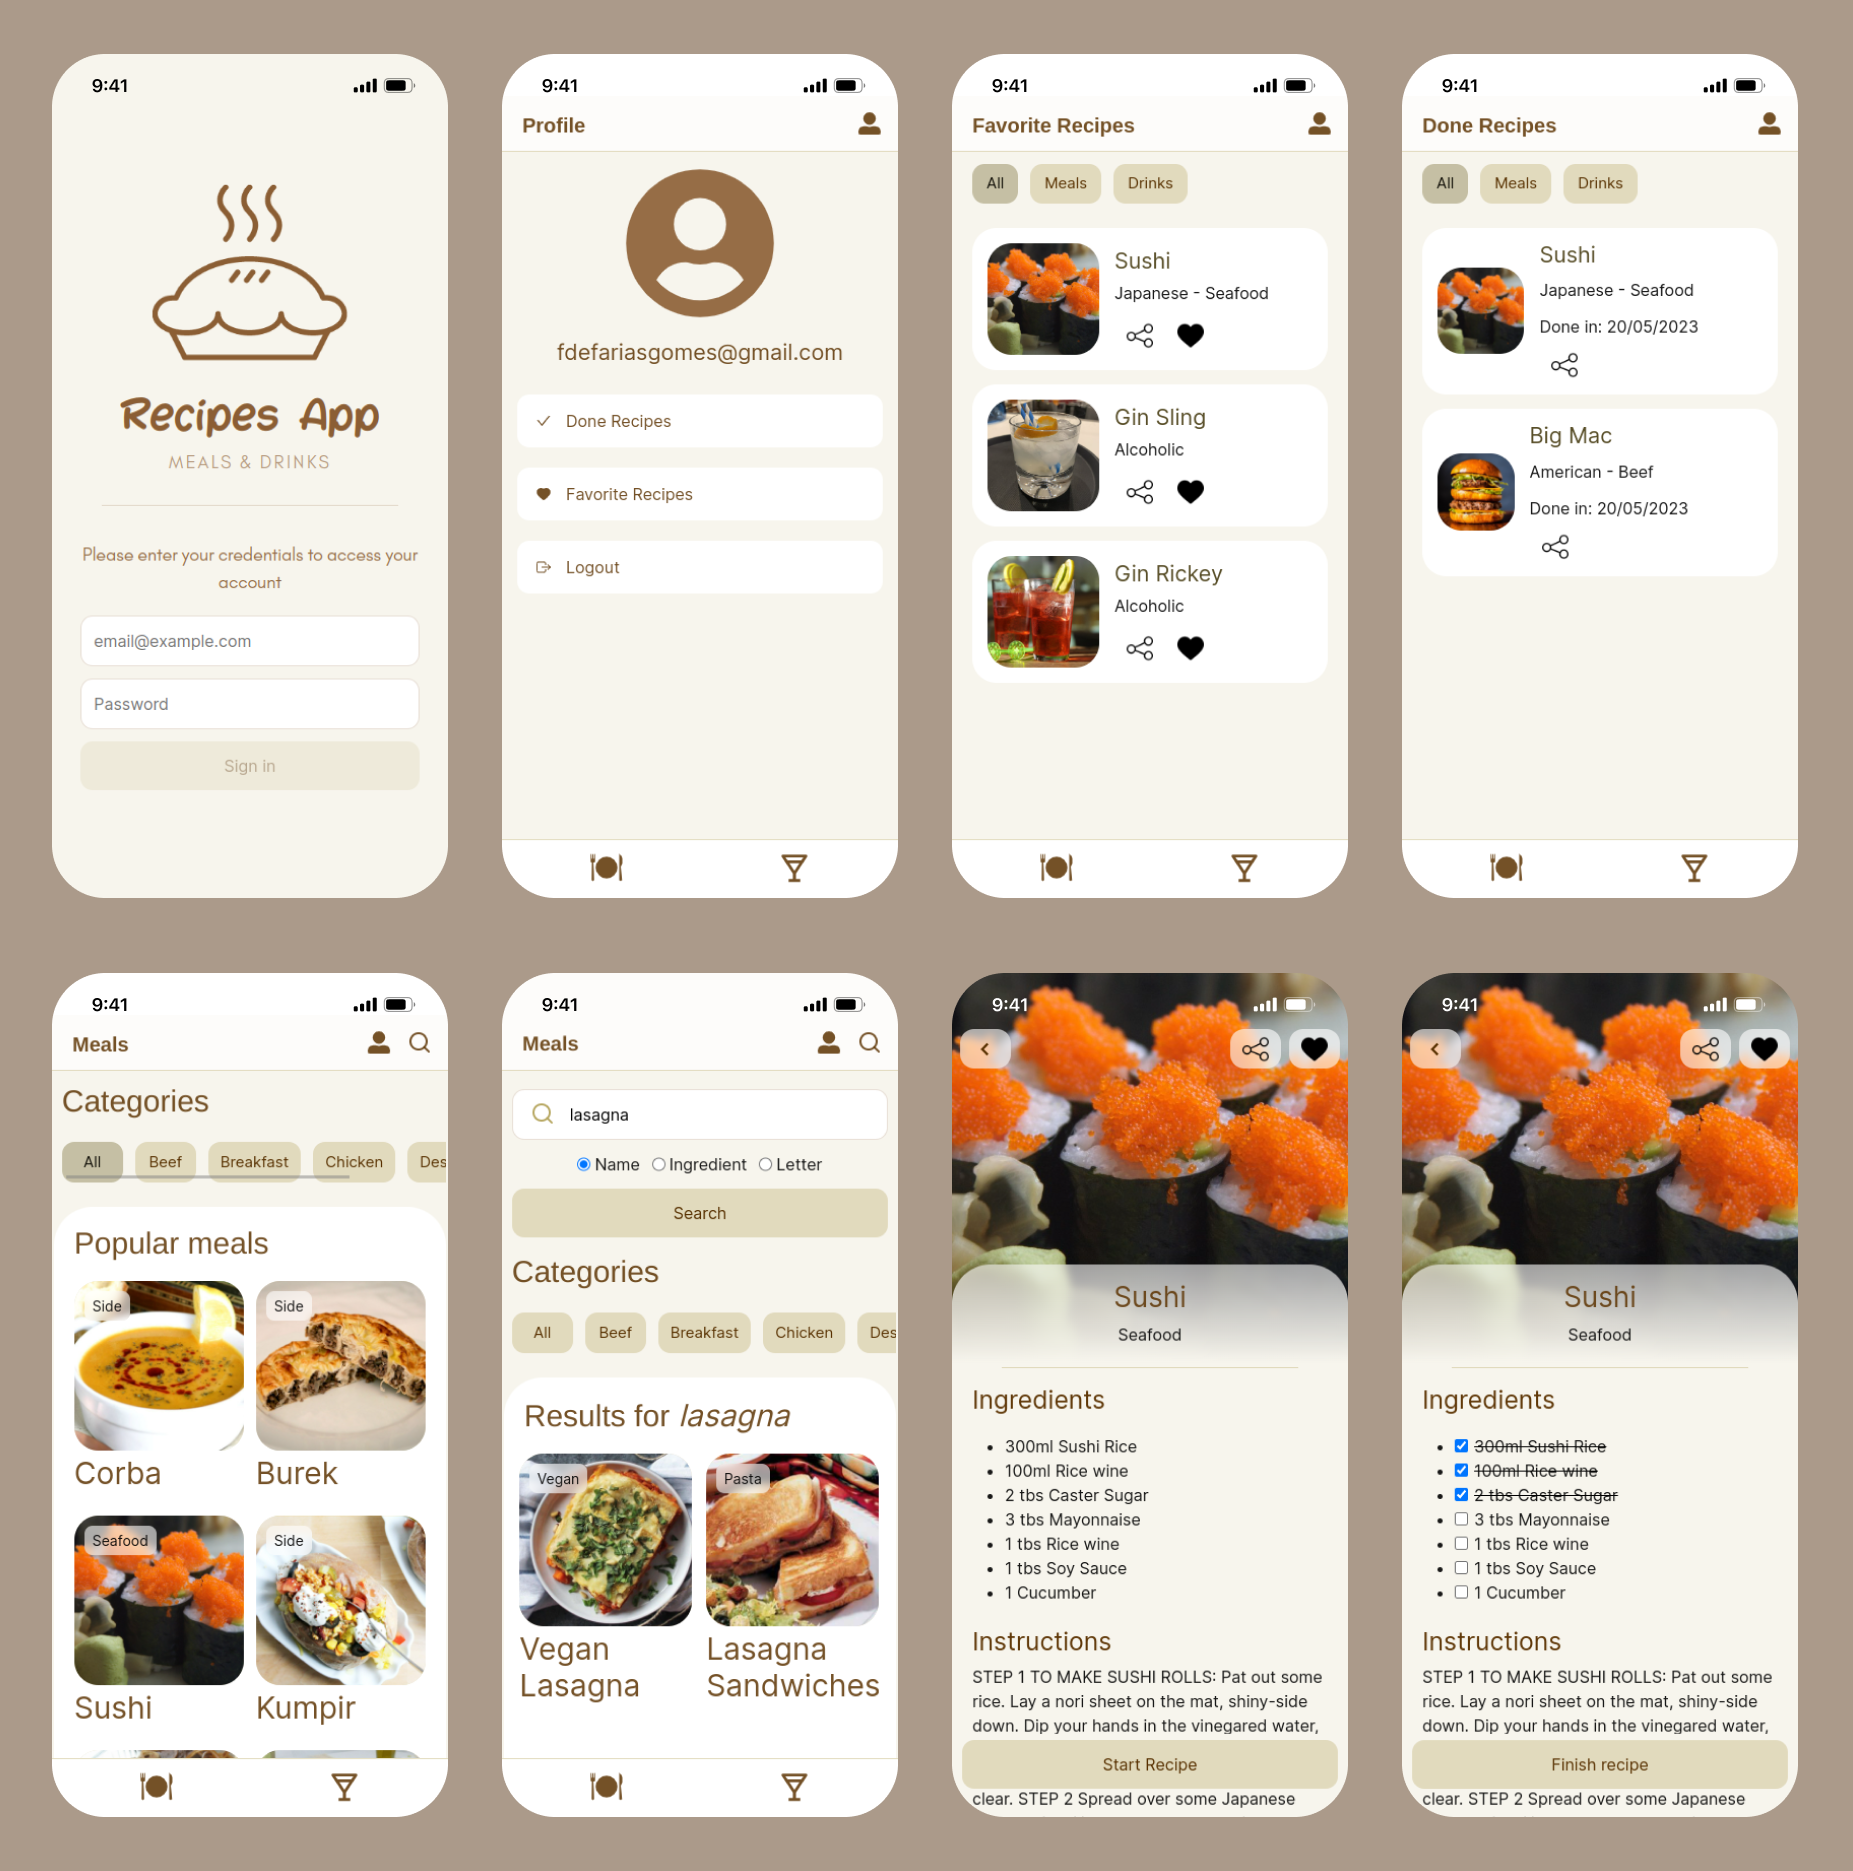 9:41
Recipes App
MEALS & DRINKS
Please enter your credentials to access your
account
email@example.com
Password
Sign in
9:41
Profile
fdefariasgomes@gmail.com
Done Recipes
Favorite Recipes
Logout
9:41
Favorite Recipes
All Meals Drinks
Sushi
Japanese - Seafood
Gin Sling
Alcoholic
Gin Rickey
Alcoholic
9:41
Done Recipes
All Meals Drinks
Sushi
Japanese - Seafood
Done in: 20/05/2023
Big Mac
American - Beef
Done in: 20/05/2023
9:41
Meals
Categories
All Beef Breakfast Chicken Des
Popular meals
Side Side
Corba Burek
Seafood Side
Sushi Kumpir
9:41
Meals
lasagna
Name Ingredient Letter
Search
Categories
All Beef Breakfast Chicken Des
Results for lasagna
Vegan Pasta
Vegan Lasagna
Lasagna Sandwiches
9:41
Sushi
Seafood
Ingredients
300ml Sushi Rice
100ml Rice wine
2 tbs Caster Sugar
3 tbs Mayonnaise
1 tbs Rice wine
1 tbs Soy Sauce
1 Cucumber
Instructions
STEP 1 TO MAKE SUSHI ROLLS: Pat out some
rice. Lay a nori sheet on the mat, shiny-side
down. Dip your hands in the vinegared water,
Start Recipe
clear. STEP 2 Spread over some Japanese
9:41
Sushi
Seafood
Ingredients
300ml Sushi Rice
100ml Rice wine
2 tbs Caster Sugar
3 tbs Mayonnaise
1 tbs Rice wine
1 tbs Soy Sauce
1 Cucumber
Instructions
STEP 1 TO MAKE SUSHI ROLLS: Pat out some
rice. Lay a nori sheet on the mat, shiny-side
down. Dip your hands in the vinegared water,
Finish recipe
clear. STEP 2 Spread over some Japanese